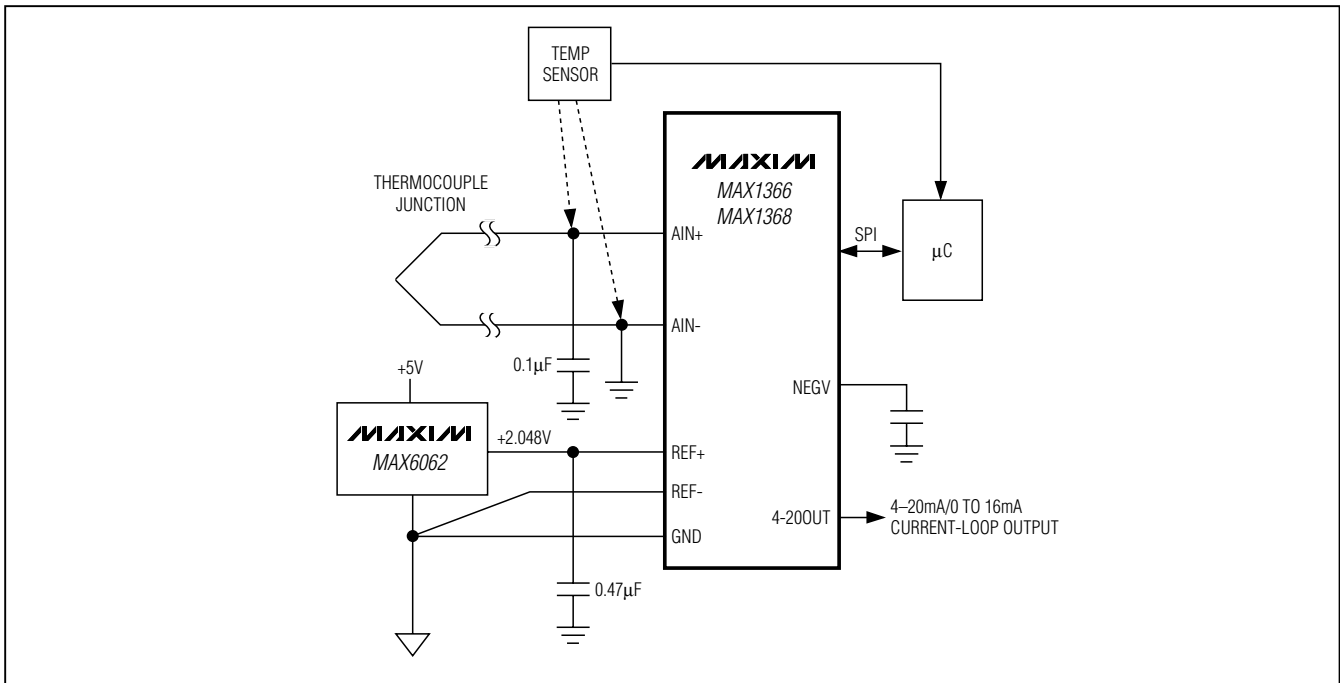 TEMP
SENSOR
THERMOCOUPLE
JUNCTION
MAXIM
MAX1366
MAX1368
AIN+
SPI
µC
AIN-
0.1µF
+5V
NEGV
MAXIM
MAX6062
+2.048V
REF+
REF-
4-20OUT
4–20mA/0 TO 16mA
CURRENT-LOOP OUTPUT
GND
0.47µF